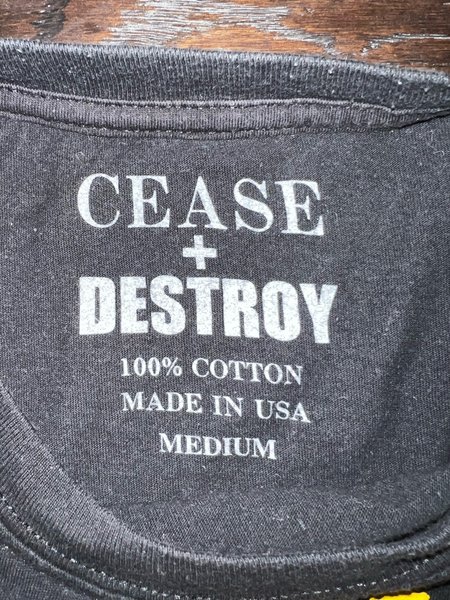 CEASE
+
DESTROY
100% COTTON
MADE IN USA
MEDIUM